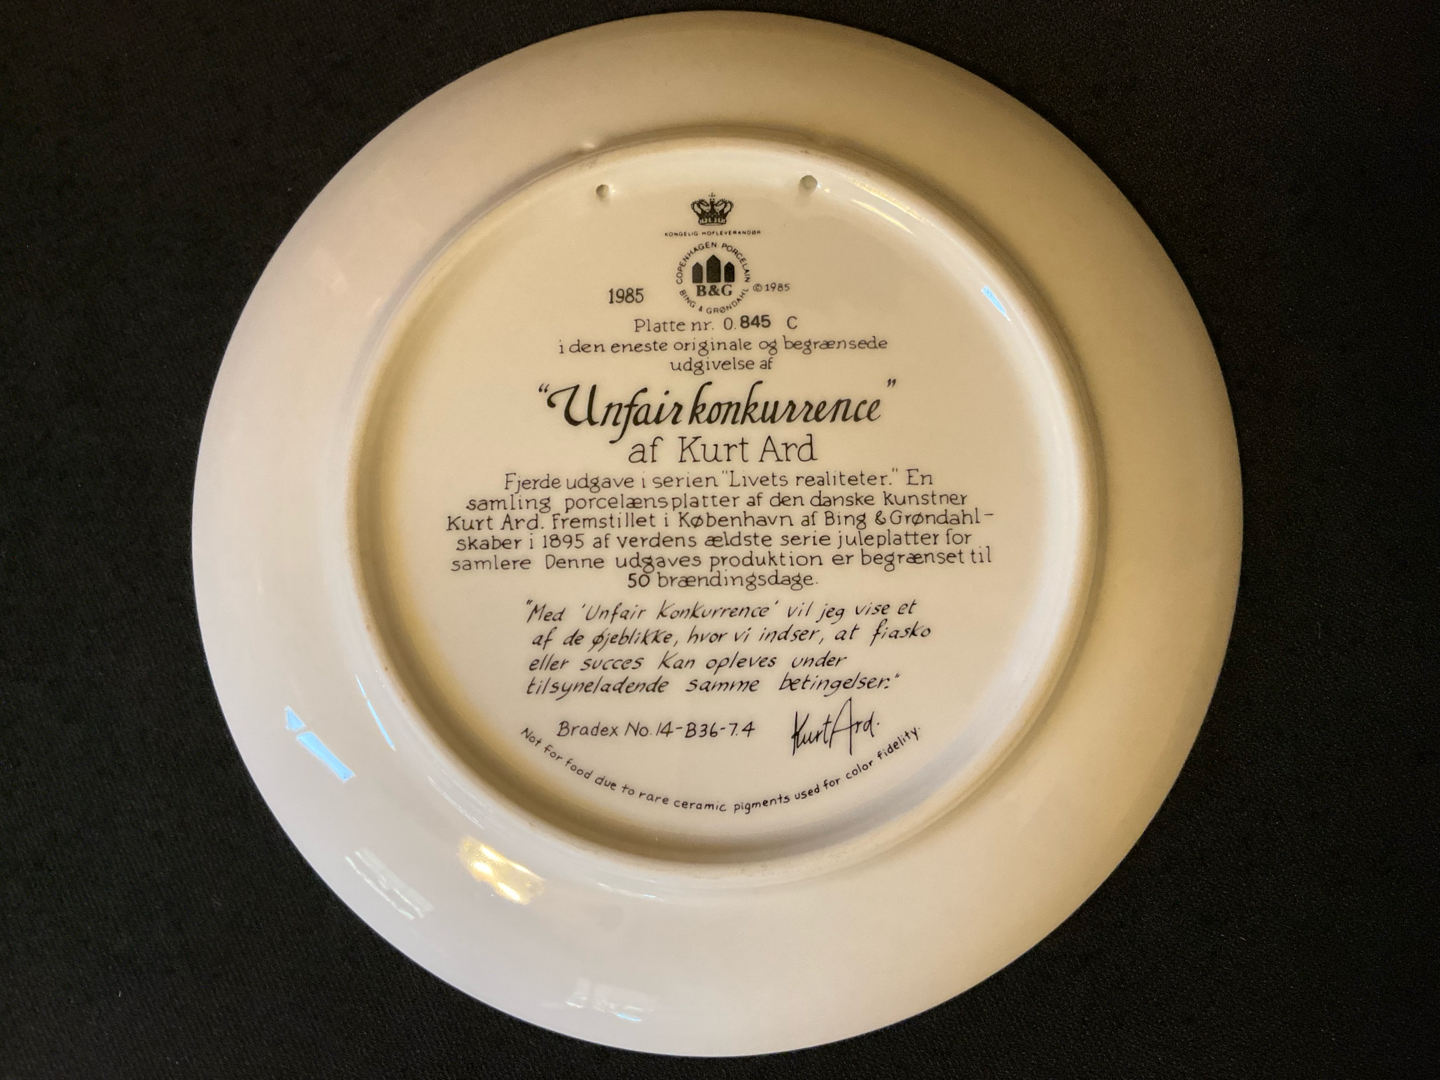 KONGELIG HOFLEVERANDØR
COPENHAGEN PORCELAIN
B&G
BING & GRØNDAHL
© 1985
1985
Platte nr. 0.845 C
i den eneste originale og begrænsede
udgivelse af
"Unfair konkurrence"
af Kurt Ard
Fjerde udgave i serien "Livets realiteter." En
samling porcelænsplatter af den danske kunstner
Kurt Ard. Fremstillet i København af Bing & Grøndahl-
skaber i 1895 af verdens ældste serie juleplatter for
samlere Denne udgaves produktion er begrænset til
50 brændingsdage.
"Med 'Unfair Konkurrence' vil jeg vise et
af de øjeblikke, hvor vi indser, at fiasko
eller succes kan opleves under
tilsyneladende samme betingelser."
Bradex No. 14-B36-7.4
Kurt Ard.
Not for food due to rare ceramic pigments used for color fidelity.